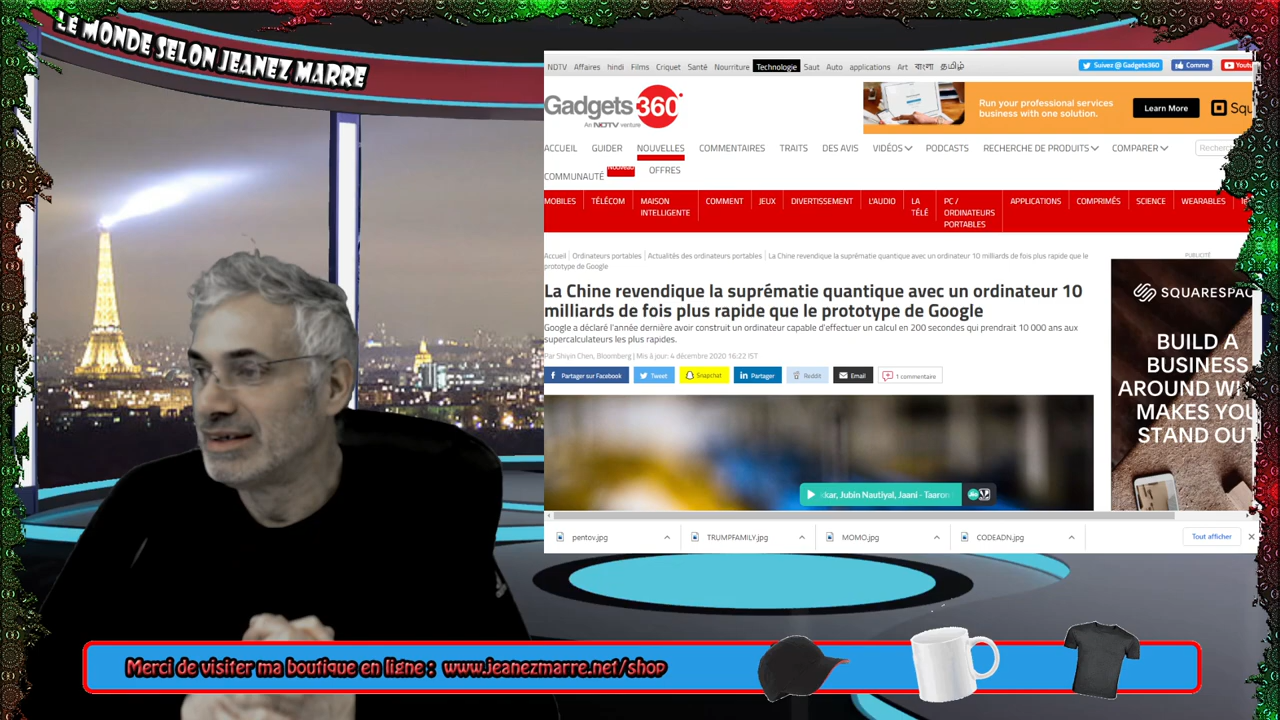 LE MONDE SELON JEANEZ MARRE
NDTV Affaires hindi Films Criquet Santé Nourriture Technologie Saut Auto applications Art বাংলা தமிழ்
Suivez @ Gadgets360 Comme
Gadgets 360
An NDTV venture
Run your professional services
business with one solution.
Learn More
ACCUEIL GUIDER NOUVELLES COMMENTAIRES TRAITS DES AVIS VIDÉOS PODCASTS RECHERCHE DE PRODUITS COMPARER
COMMUNAUTÉ OFFRES
MOBILES TÉLÉCOM MAISON INTELLIGENTE COMMENT JEUX DIVERTISSEMENT L'AUDIO LA TÉLÉ PC / ORDINATEURS PORTABLES APPLICATIONS COMPRIMÉS SCIENCE WEARABLES
Accueil | Ordinateurs portables | Actualités des ordinateurs portables | La Chine revendique la suprématie quantique avec un ordinateur 10 milliards de fois plus rapide que le
prototype de Google
PUBLICITÉ
La Chine revendique la suprématie quantique avec un ordinateur 10
milliards de fois plus rapide que le prototype de Google
Google a déclaré l'année dernière avoir construit un ordinateur capable d'effectuer un calcul en 200 secondes qui prendrait 10 000 ans aux
supercalculateurs les plus rapides.
Par Shiyin Chen, Bloomberg | Mis à jour: 4 décembre 2020 16:22 IST
Partager sur Facebook Tweet Snapchat Partager Reddit Email 1 commentaire
SQUARESPAC
BUILD A
BUSINESS
AROUND
MAKES YOU
STAND OUT
kar, Jubin Nautiyal, Jaani - Taaron
pentov.jpg TRUMPFAMILY.jpg MOMO.jpg CODEADN.jpg Tout afficher
Merci de visiter ma boutique en ligne : www.jeanezmarre.net/shop